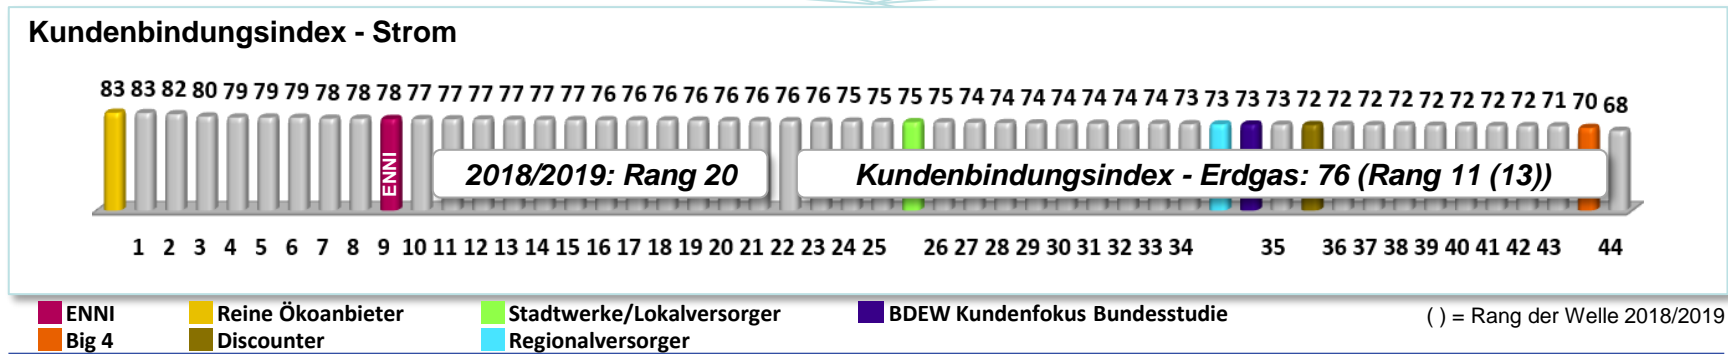 Kundenbindungsindex - Strom
83 83 82 80 79 79 79 78 78 78 77 77 77 77 77 77 76 76 76 76 76 76 76 76 75 75 75 75 74 74 74 74 74 74 74 73 73 73 73 72 72 72 72 72 72 72 72 71 70 68
ENNI
2018/2019: Rang 20
Kundenbindungsindex - Erdgas: 76 (Rang 11 (13))
1 2 3 4 5 6 7 8 9 10 11 12 13 14 15 16 17 18 19 20 21 22 23 24 25 26 27 28 29 30 31 32 33 34 35 36 37 38 39 40 41 42 43 44
ENNI Reine Ökoanbieter Stadtwerke/Lokalversorger BDEW Kundenfokus Bundesstudie ( ) = Rang der Welle 2018/2019
Big 4 Discounter Regionalversorger